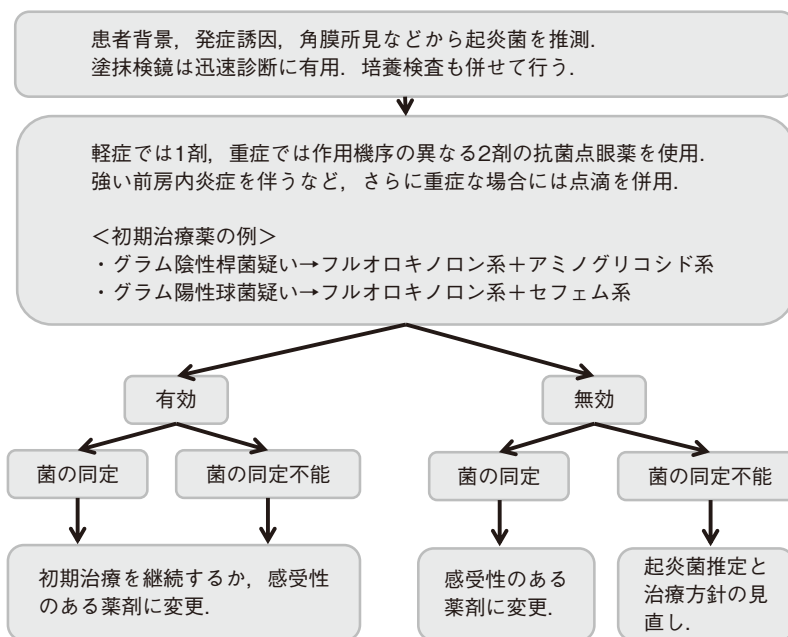 患者背景，発症誘因，角膜所見などから起炎菌を推測．
塗抹検鏡は迅速診断に有用．培養検査も併せて行う．
軽症では1剤，重症では作用機序の異なる2剤の抗菌点眼薬を使用．
強い前房内炎症を伴うなど，さらに重症な場合には点滴を併用．
＜初期治療薬の例＞
・グラム陰性桿菌疑い→フルオロキノロン系＋アミノグリコシド系
・グラム陽性球菌疑い→フルオロキノロン系＋セフェム系
有効
無効
菌の同定
菌の同定不能
菌の同定
菌の同定不能
初期治療を継続するか，感受性
のある薬剤に変更．
感受性のある
薬剤に変更．
起炎菌推定と
治療方針の見
直し．